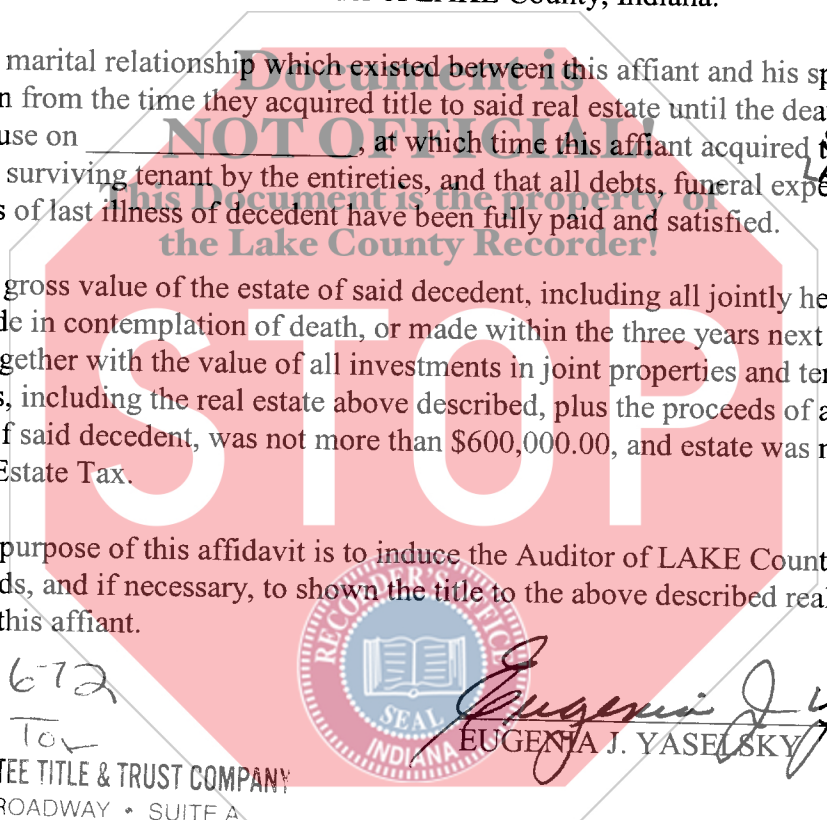 of LAKE County, Indiana.
marital relationship which existed between this affiant and his sp
n from the time they acquired title to said real estate until the dea
use on ____________________, at which time this affiant acquired t
surviving tenant by the entireties, and that all debts, funeral expe
s of last illness of decedent have been fully paid and satisfied.
Document is
NOT OFFICIAL!
This Document is the property of
the Lake County Recorder!
gross value of the estate of said decedent, including all jointly he
de in contemplation of death, or made within the three years next
gether with the value of all investments in joint properties and ten
s, including the real estate above described, plus the proceeds of a
f said decedent, was not more than $600,000.00, and estate was n
Estate Tax.
STOP
purpose of this affidavit is to induce the Auditor of LAKE Count
ds, and if necessary, to shown the title to the above described real
this affiant.
RECORDER'S OFFICE
SEAL
INDIANA
672
Tor
Eugenia J. Y
EUGENIA J. YASELSKY
TEE TITLE & TRUST COMPANY
ROADWAY • SUITE A